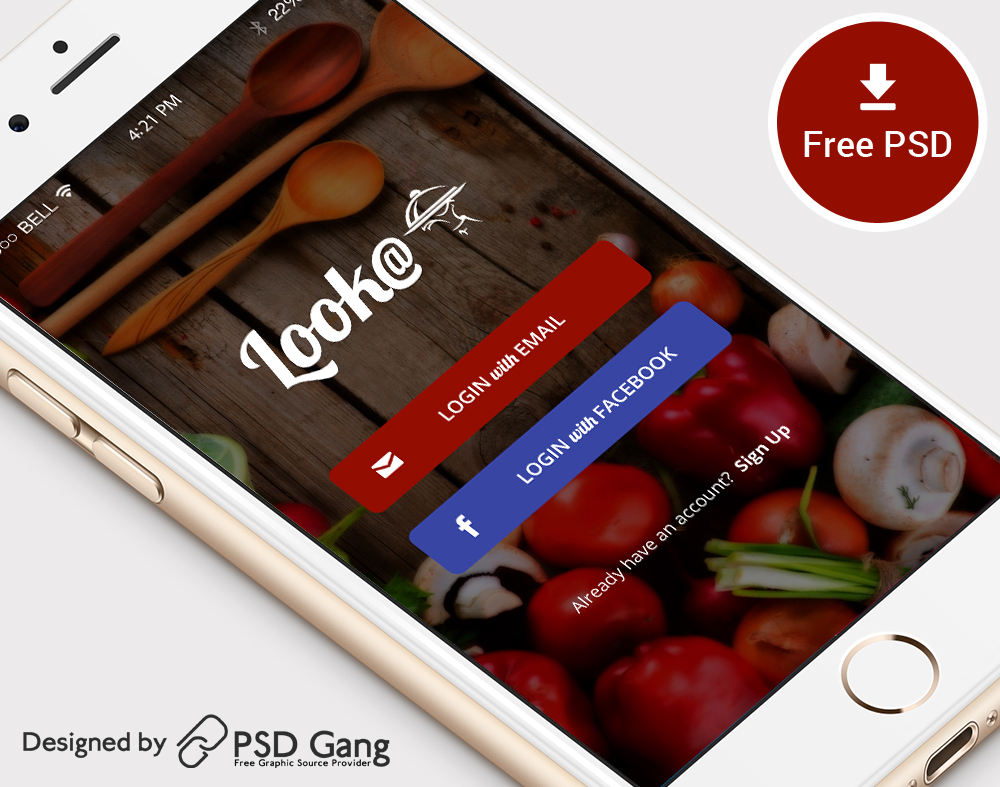 22%
4:21 PM
BELL
Free PSD
Look@
LOGIN with EMAIL
LOGIN with FACEBOOK
Already have an account? Sign Up
Designed by PSD Gang
Free Graphic Source Provider